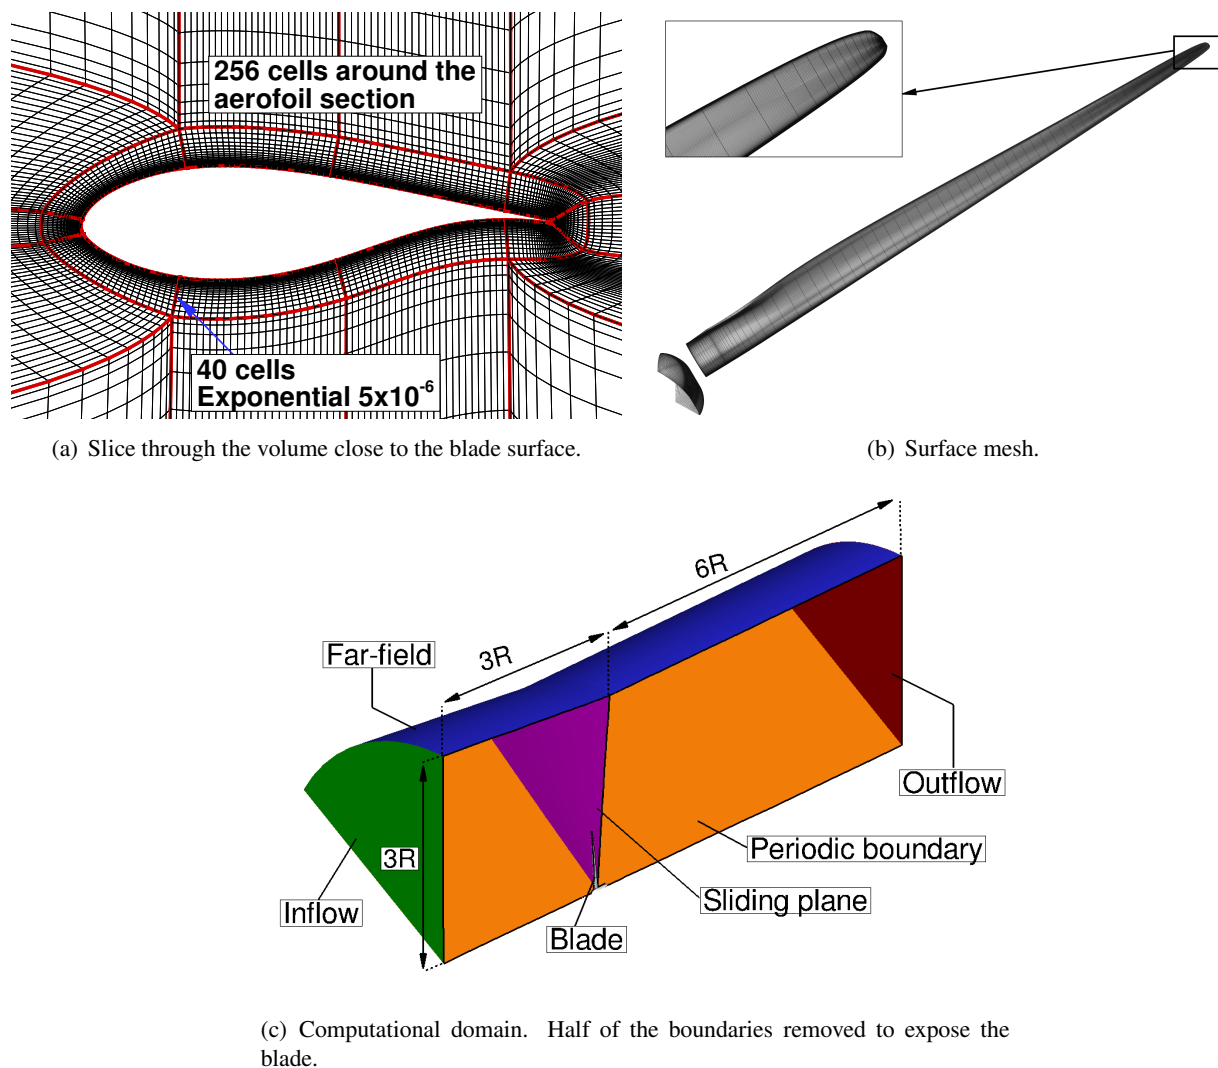 256 cells around the
aerofoil section
40 cells
Exponential 5x10⁻⁶
(a) Slice through the volume close to the blade surface.
(b) Surface mesh.
6R
3R
Far-field
3R
Outflow
Periodic boundary
Inflow
Sliding plane
Blade
(c) Computational domain. Half of the boundaries removed to expose the
blade.